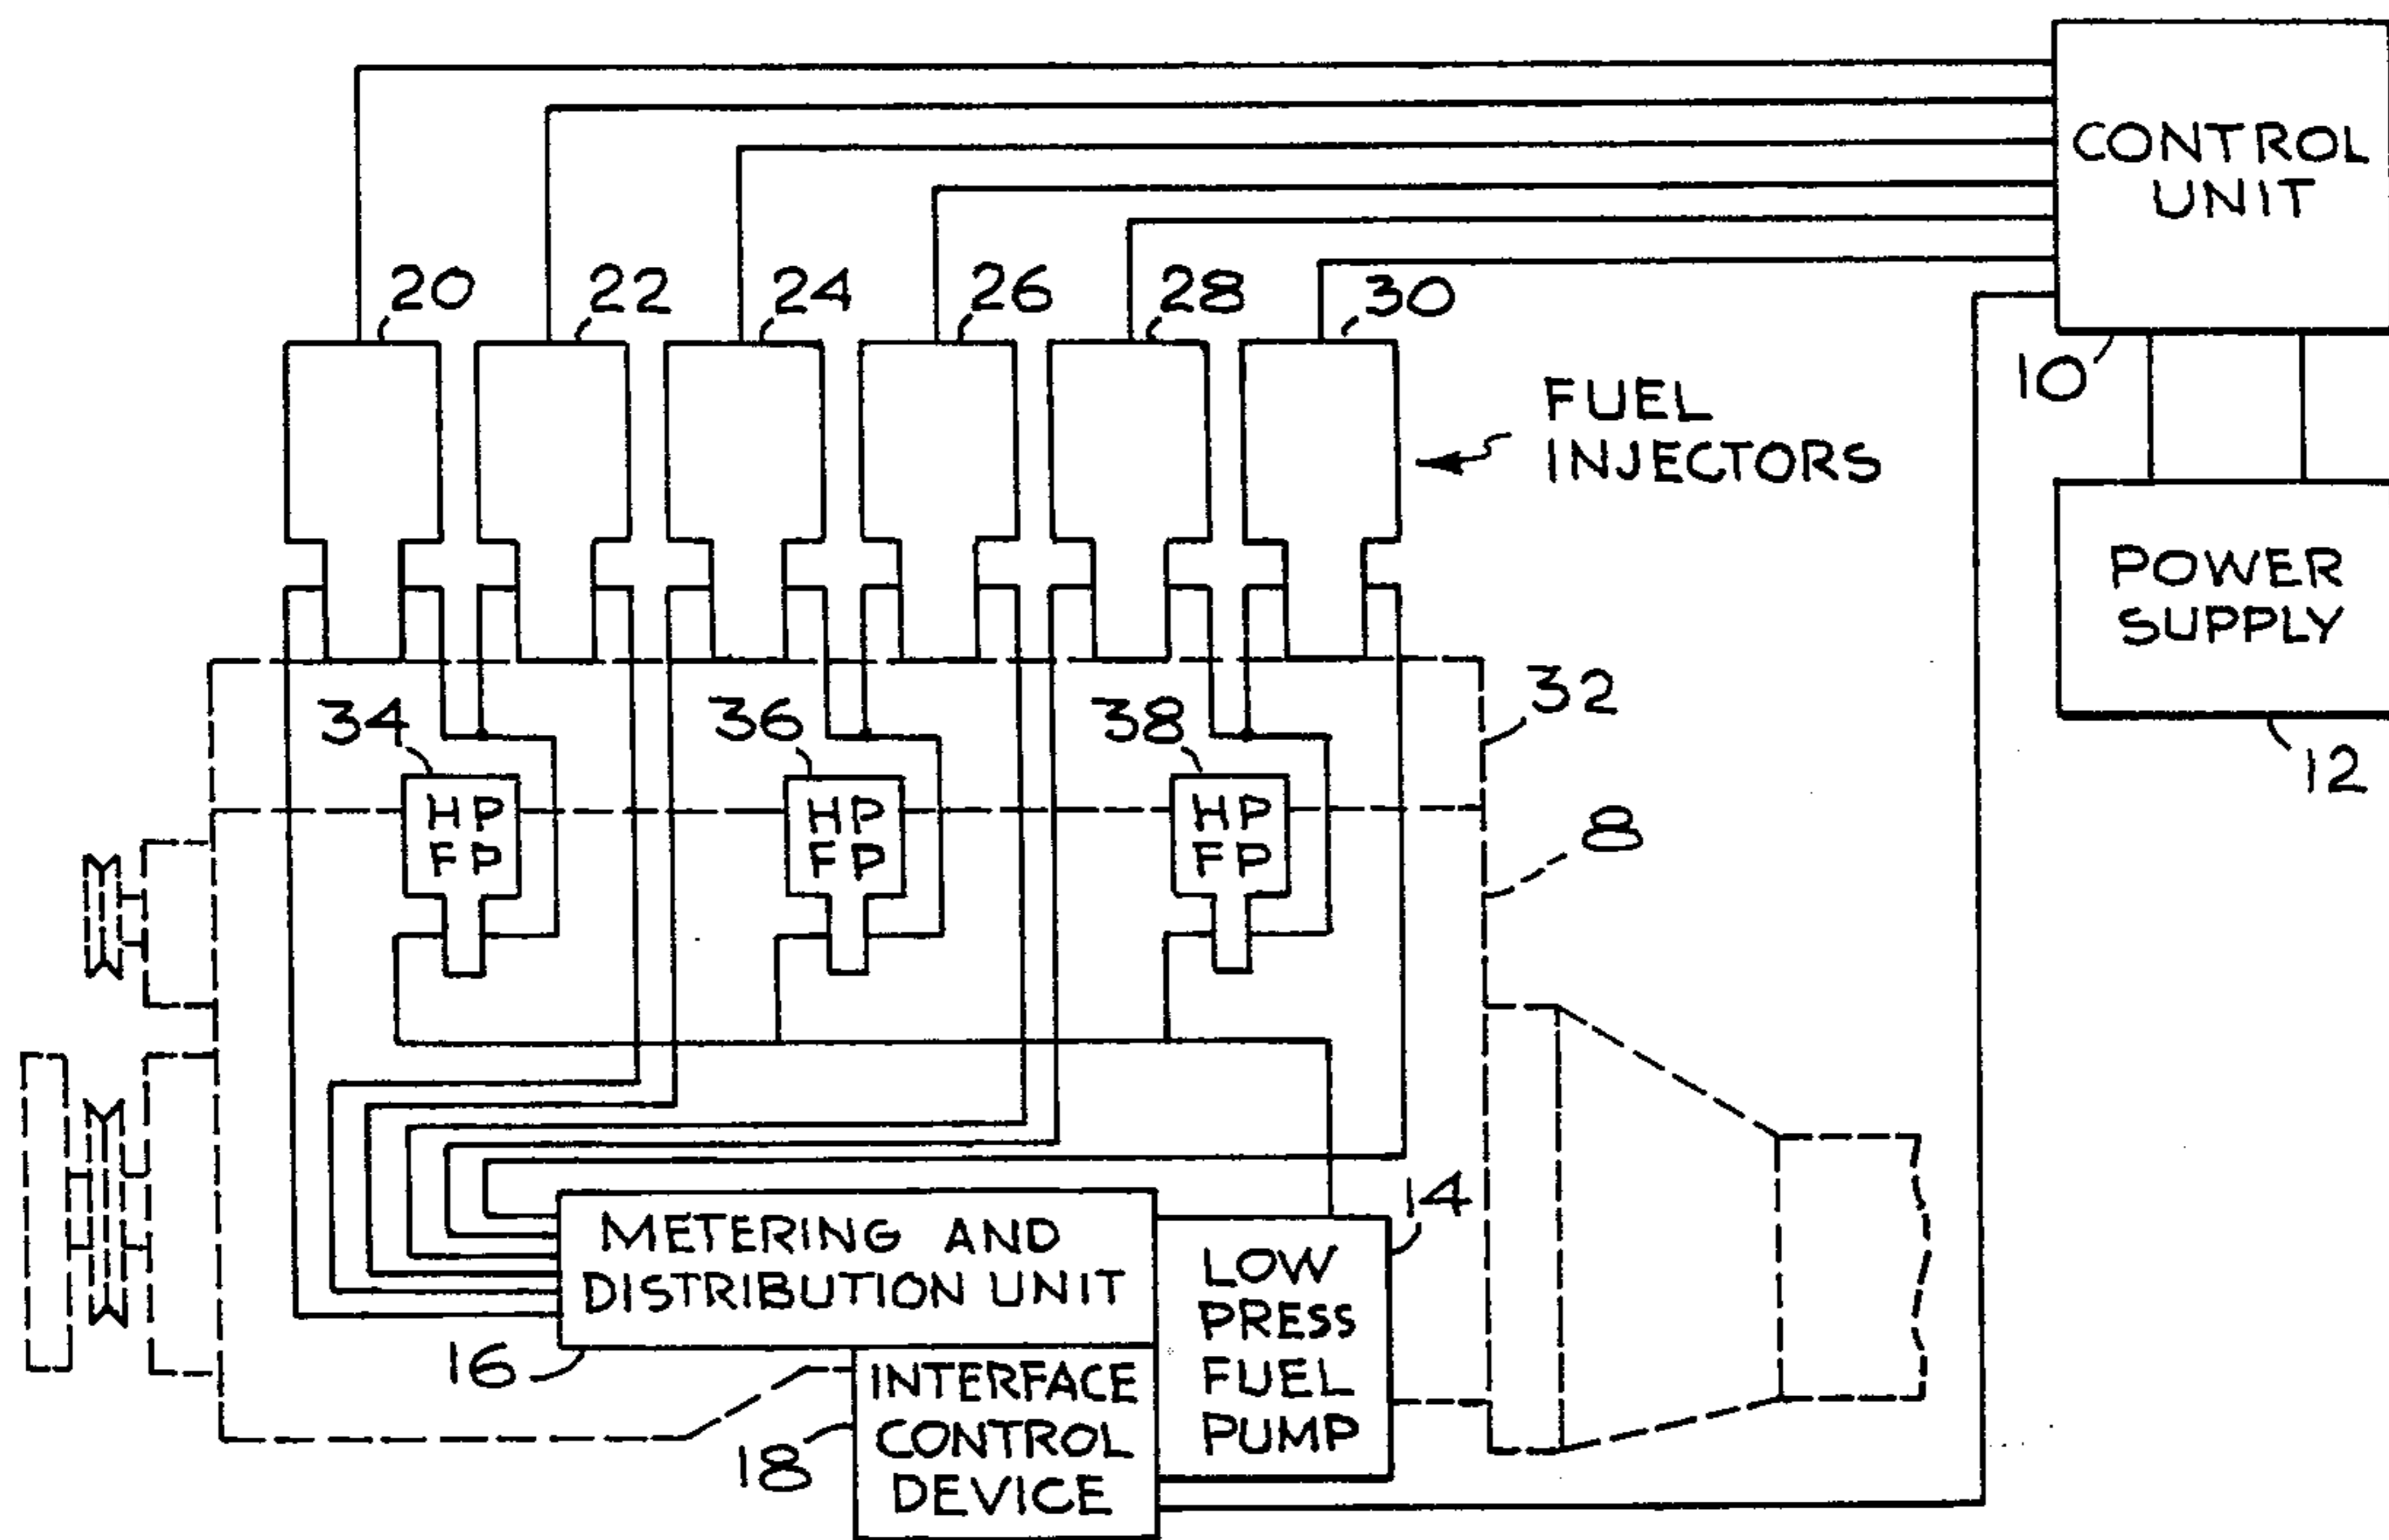 CONTROL
UNIT
20
22
24
26
28
30
10
FUEL
INJECTORS
POWER
SUPPLY
12
34
36
38
32
HP
FP
HP
FP
HP
FP
8
14
METERING AND
DISTRIBUTION UNIT
LOW
PRESS
FUEL
PUMP
16
INTERFACE
CONTROL
DEVICE
18